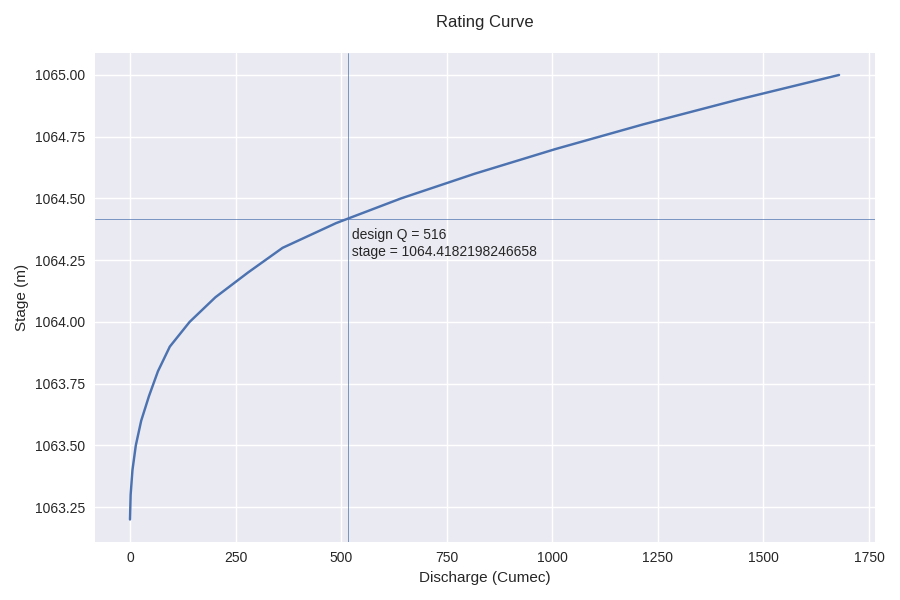 Rating Curve
1065.00
1064.75
1064.50
1064.25
1064.00
1063.75
1063.50
1063.25
Stage (m)
design Q = 516
stage = 1064.4182198246658
0 250 500 750 1000 1250 1500 1750
Discharge (Cumec)